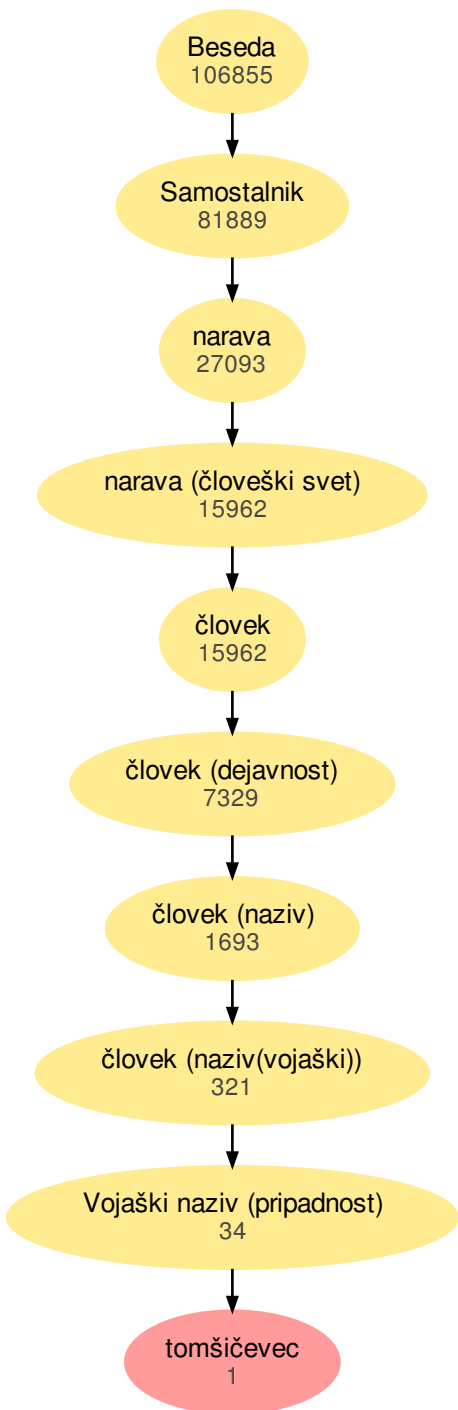 Beseda
106855
Samostalnik
81889
narava
27093
narava (človeški svet)
15962
človek
15962
človek (dejavnost)
7329
človek (naziv)
1693
človek (naziv(vojaški))
321
Vojaški naziv (pripadnost)
34
tomšičevec
1